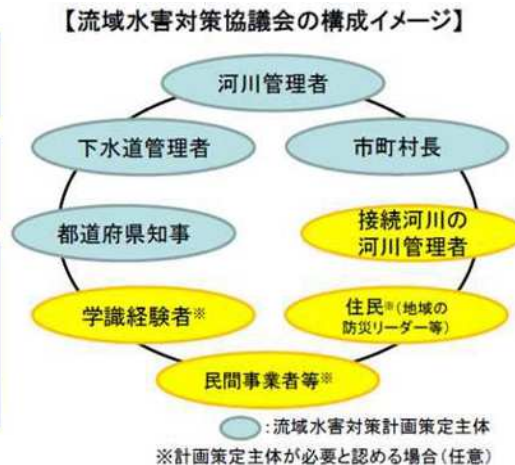 【流域水害対策協議会の構成イメージ】
河川管理者
下水道管理者
市町村長
都道府県知事
接続河川の
河川管理者
学識経験者※
住民※(地域の
防災リーダー等)
民間事業者等※
:流域水害対策計画策定主体
※計画策定主体が必要と認める場合(任意)